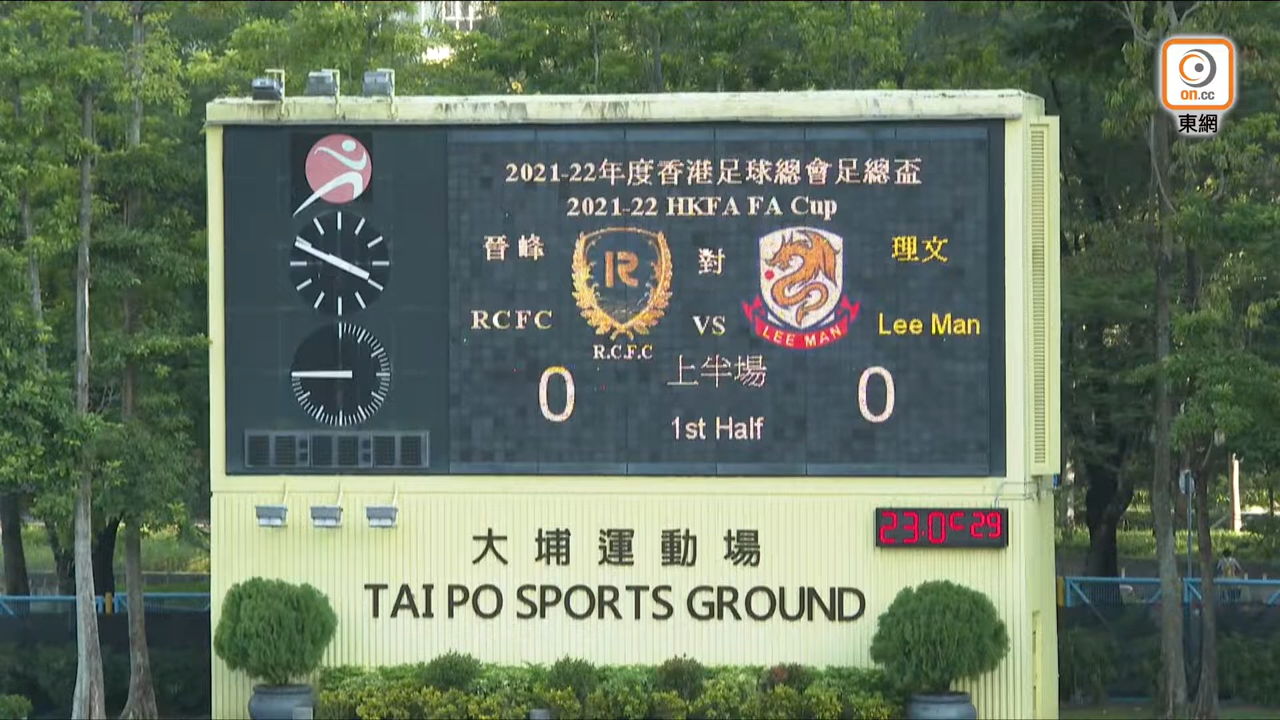 on.cc
東網
2021-22年度香港足球總會足總盃
2021-22 HKFA FA Cup
晉峰 對 理文
RCFC VS Lee Man
R
R.C.F.C
LEE MAN
0 上半場 0
1st Half
大埔運動場
TAI PO SPORTS GROUND
23.0°C 29